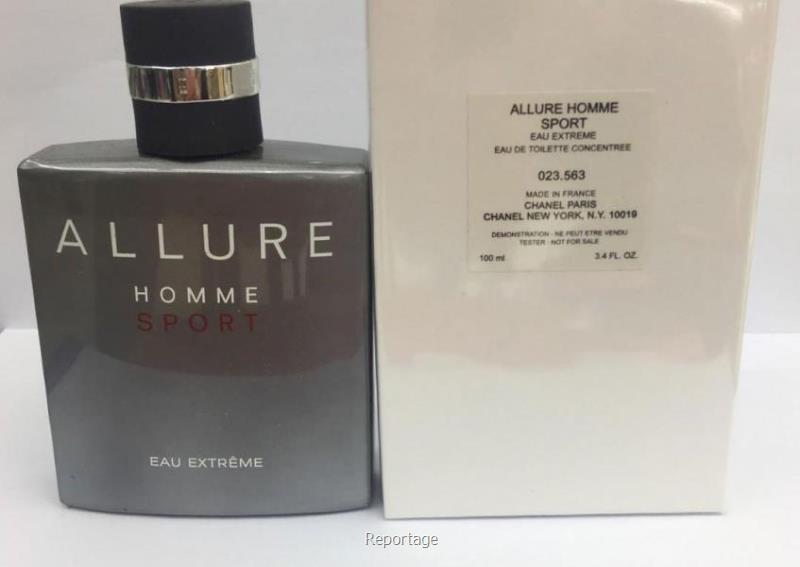 ALLURE
HOMME
SPORT
EAU EXTRÊME
ALLURE HOMME
SPORT
EAU EXTREME
EAU DE TOILETTE CONCENTREE
023.563
MADE IN FRANCE
CHANEL PARIS
CHANEL NEW YORK, N.Y. 10019
DEMONSTRATION - NE PEUT ETRE VENDU
TESTER - NOT FOR SALE
100 ml 3.4 FL. OZ.
Reportage